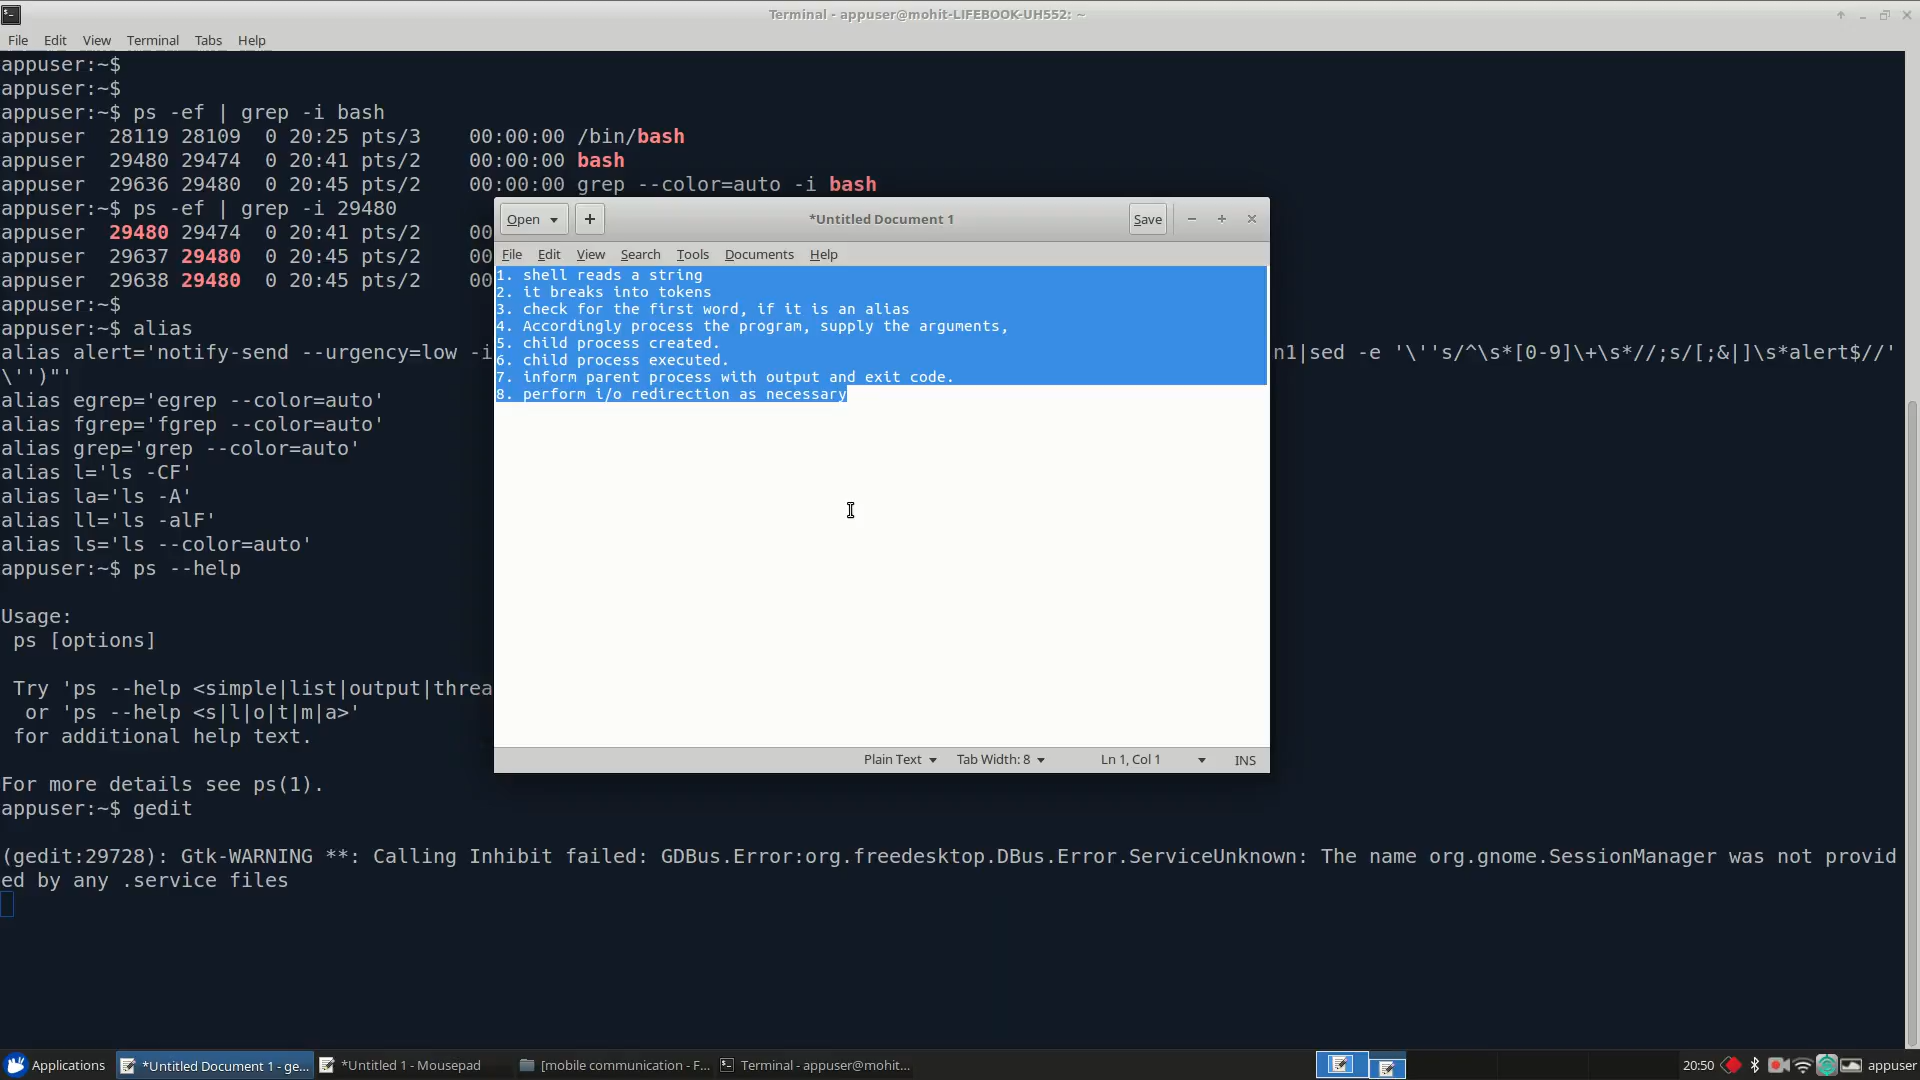 Terminal - appuser@mohit-LIFEBOOK-UH552: ~
File Edit View Terminal Tabs Help
appuser:~$
appuser:~$
appuser:~$ ps -ef | grep -i bash
appuser  28119 28109  0 20:25 pts/3    00:00:00 /bin/bash
appuser  29480 29474  0 20:41 pts/2    00:00:00 bash
appuser  29636 29480  0 20:45 pts/2    00:00:00 grep --color=auto -i bash
appuser:~$ ps -ef | grep -i 29480
appuser  29480 29474  0 20:41 pts/2    00
appuser  29637 29480  0 20:45 pts/2    00
appuser  29638 29480  0 20:45 pts/2    00
appuser:~$
appuser:~$ alias
alias alert='notify-send --urgency=low -i
n1|sed -e '\''s/^\s*[0-9]\+\s*//;s/[;&|]\s*alert$//'
\'')"'
alias egrep='egrep --color=auto'
alias fgrep='fgrep --color=auto'
alias grep='grep --color=auto'
alias l='ls -CF'
alias la='ls -A'
alias ll='ls -alF'
alias ls='ls --color=auto'
appuser:~$ ps --help
Usage:
ps [options]
Try 'ps --help <simple|list|output|threa
or 'ps --help <s|l|o|t|m|a>'
for additional help text.
For more details see ps(1).
appuser:~$ gedit
(gedit:29728): Gtk-WARNING **: Calling Inhibit failed: GDBus.Error:org.freedesktop.DBus.Error.ServiceUnknown: The name org.gnome.SessionManager was not provid
ed by any .service files
Open + *Untitled Document 1 Save
File Edit View Search Tools Documents Help
1. shell reads a string
2. it breaks into tokens
3. check for the first word, if it is an alias
4. Accordingly process the program, supply the arguments,
5. child process created.
6. child process executed.
7. inform parent process with output and exit code.
8. perform i/o redirection as necessary
Plain Text Tab Width: 8 Ln 1, Col 1 INS
Applications *Untitled Document 1 - ge... *Untitled 1 - Mousepad [mobile communication - F... Terminal - appuser@mohit... 20:50 appuser